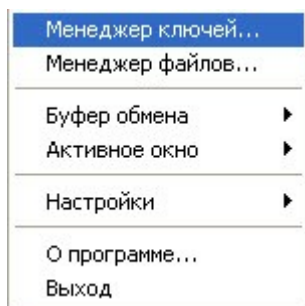 Менеджер ключей...
Менеджер файлов...
Буфер обмена
Активное окно
Настройки
О программе...
Выход